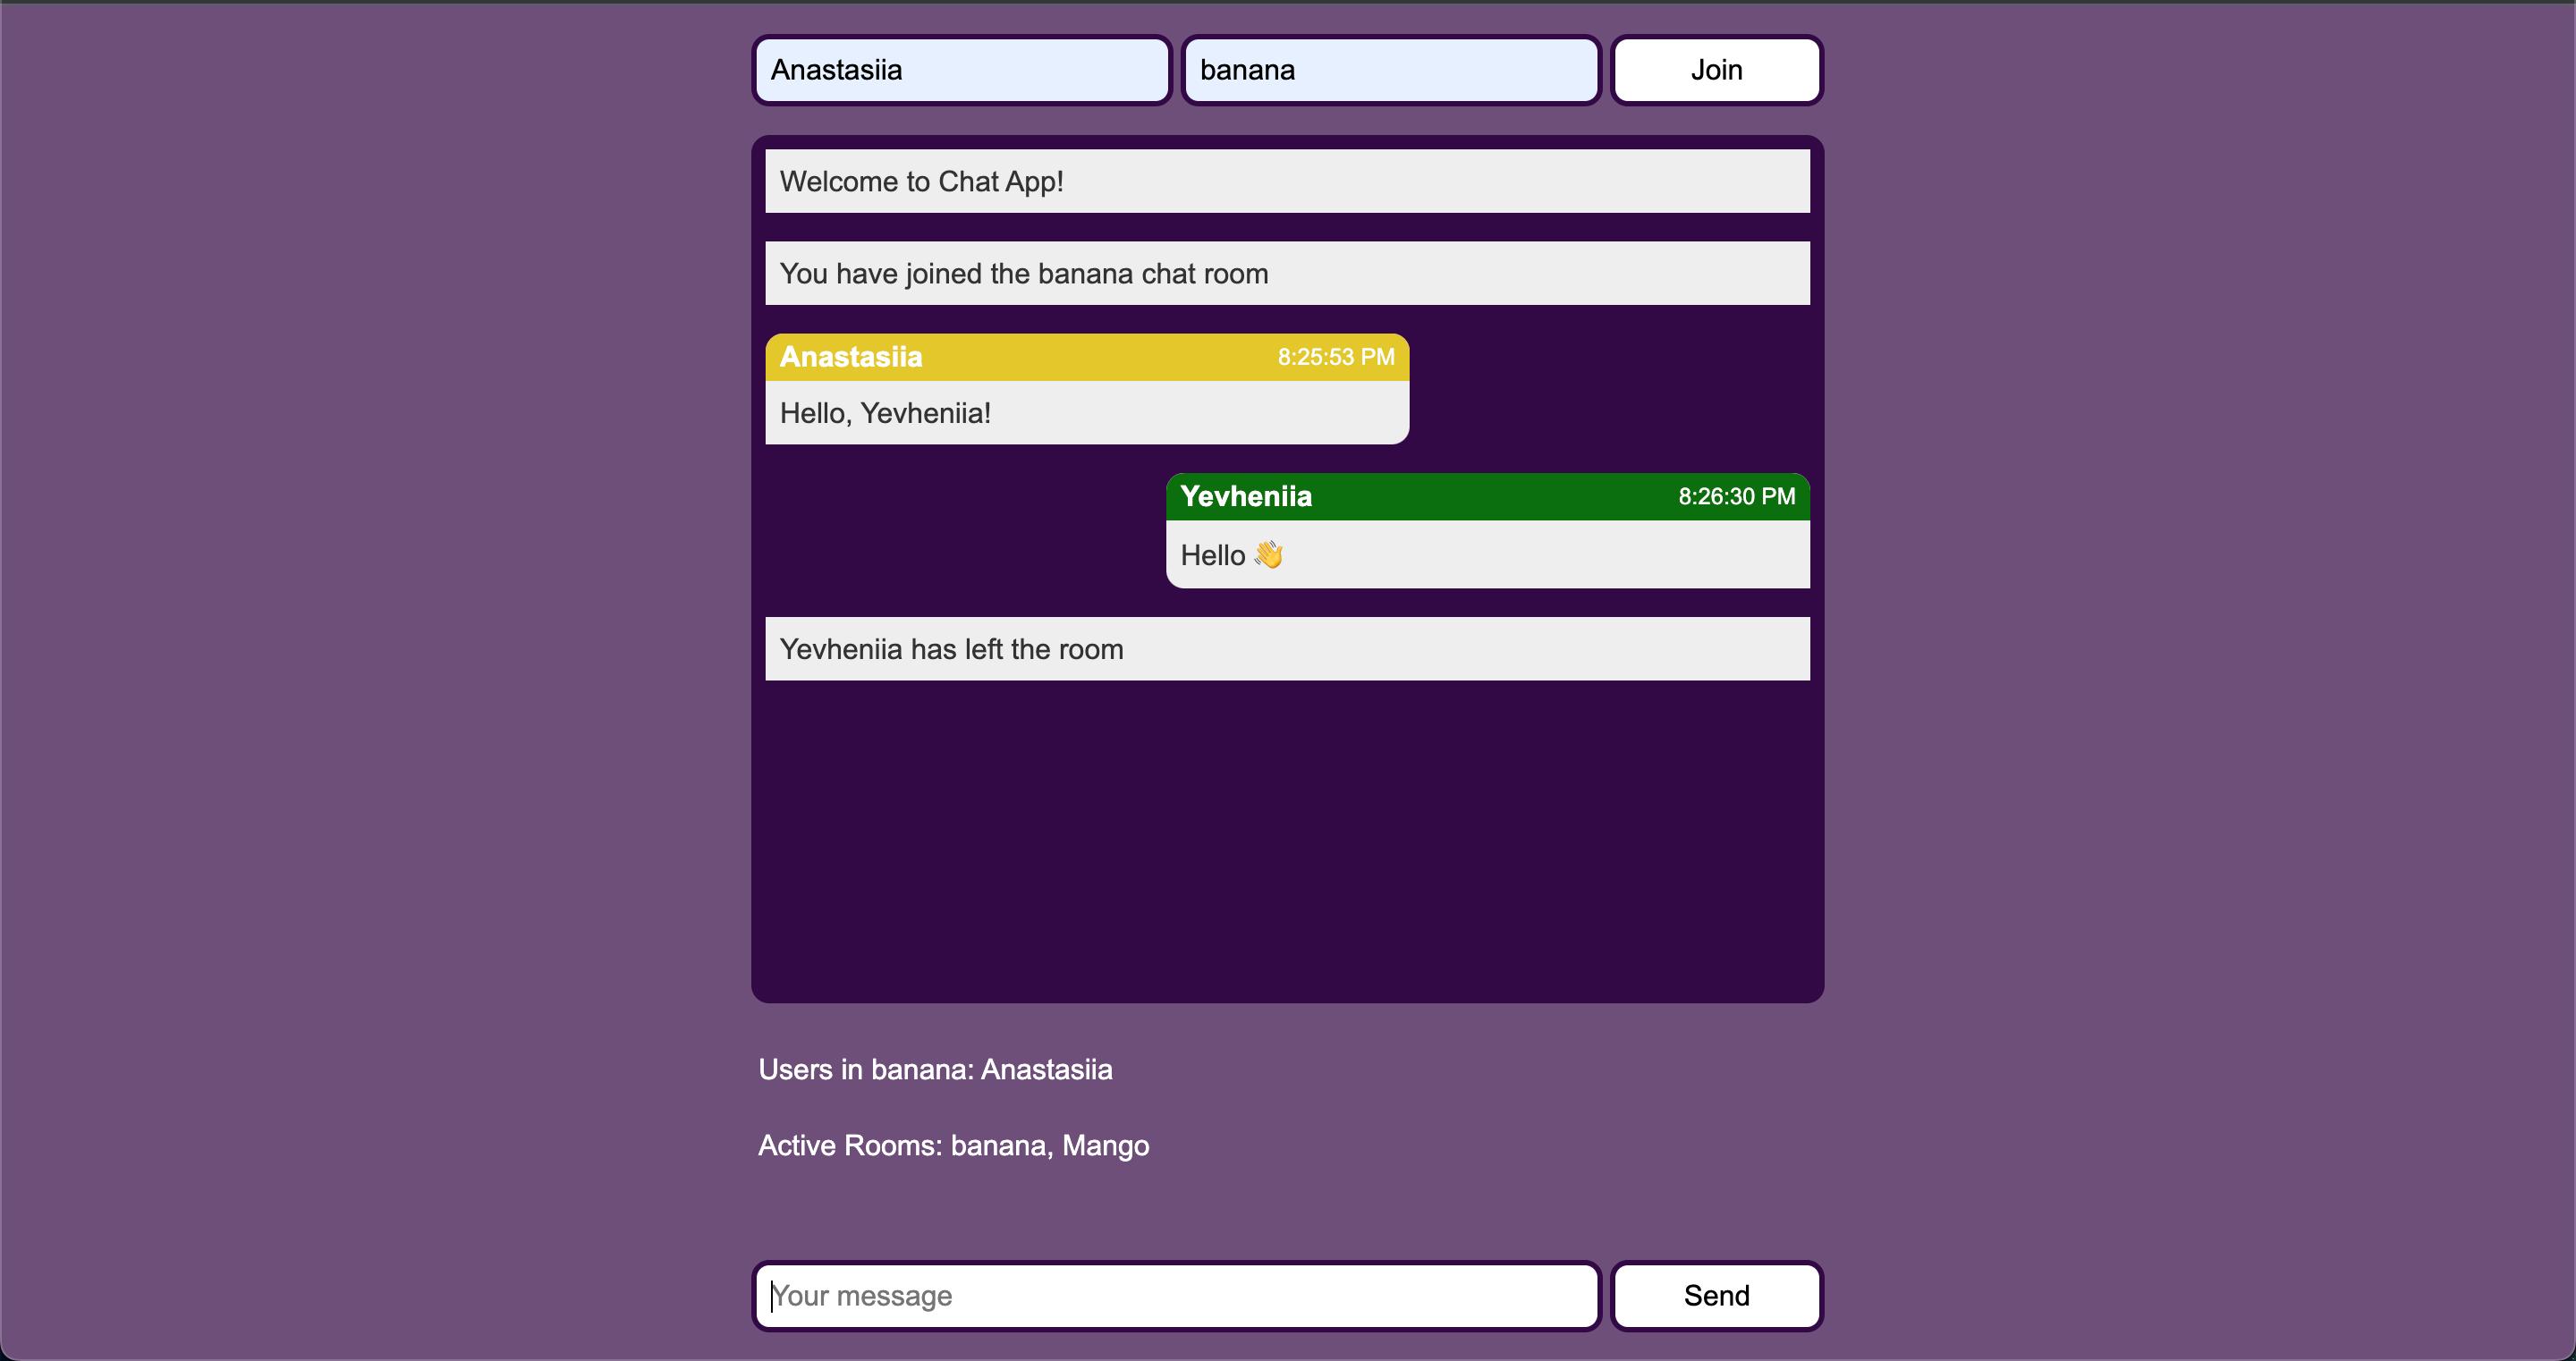 Anastasiia banana Join
Welcome to Chat App!
You have joined the banana chat room
Anastasiia 8:25:53 PM
Hello, Yevheniia!
Yevheniia 8:26:30 PM
Hello 👋
Yevheniia has left the room
Users in banana: Anastasiia
Active Rooms: banana, Mango
Your message Send